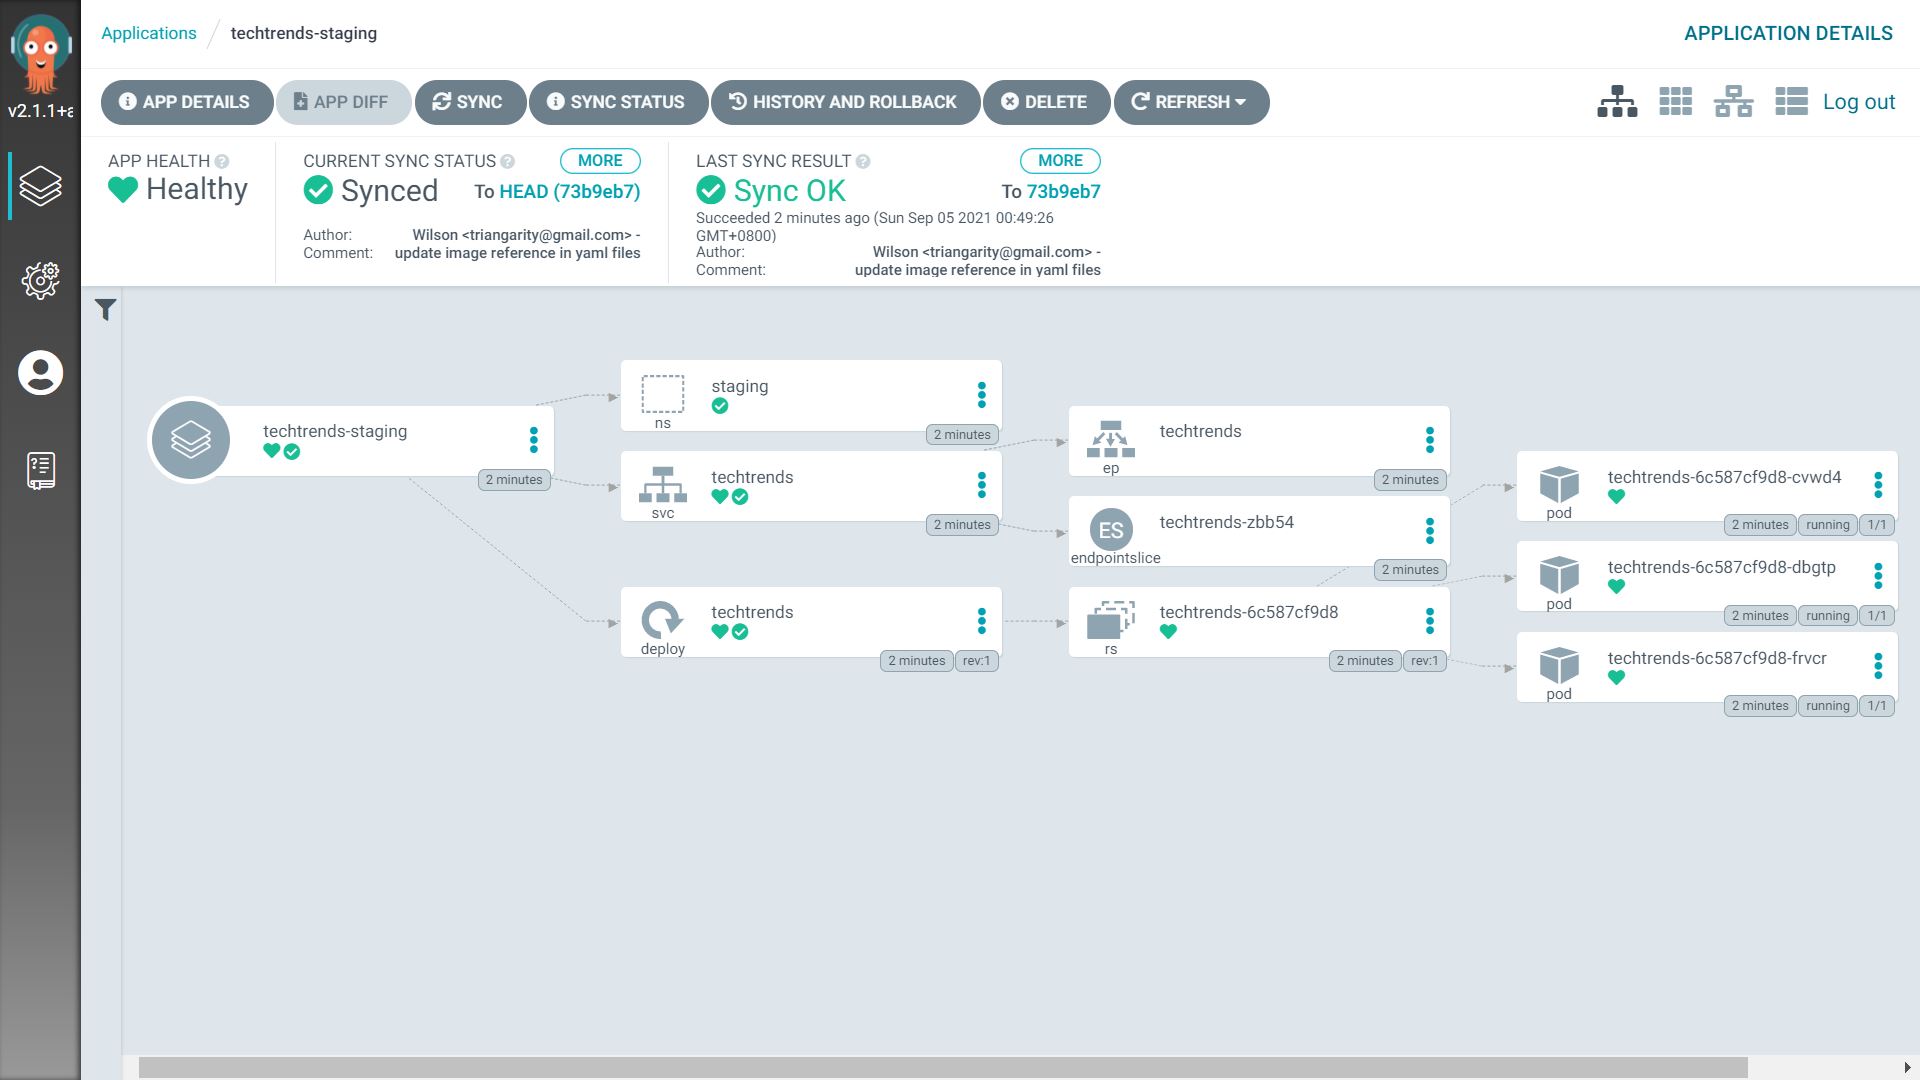 Applications
techtrends-staging
APPLICATION DETAILS
v2.1.1+a
APP DETAILS
APP DIFF
SYNC
SYNC STATUS
HISTORY AND ROLLBACK
DELETE
REFRESH
Log out
APP HEALTH
Healthy
CURRENT SYNC STATUS
MORE
Synced
To HEAD (73b9eb7)
Author: Wilson <triangarity@gmail.com> -
Comment: update image reference in yaml files
LAST SYNC RESULT
MORE
Sync OK
To 73b9eb7
Succeeded 2 minutes ago (Sun Sep 05 2021 00:49:26
GMT+0800)
Author: Wilson <triangarity@gmail.com> -
Comment: update image reference in yaml files
techtrends-staging
2 minutes
staging
ns
2 minutes
techtrends
svc
2 minutes
techtrends
deploy
2 minutes
rev:1
techtrends
ep
2 minutes
ES
techtrends-zbb54
endpointslice
2 minutes
techtrends-6c587cf9d8
rs
2 minutes
rev:1
techtrends-6c587cf9d8-cvwd4
pod
2 minutes
running
1/1
techtrends-6c587cf9d8-dbgtp
pod
2 minutes
running
1/1
techtrends-6c587cf9d8-frvcr
pod
2 minutes
running
1/1